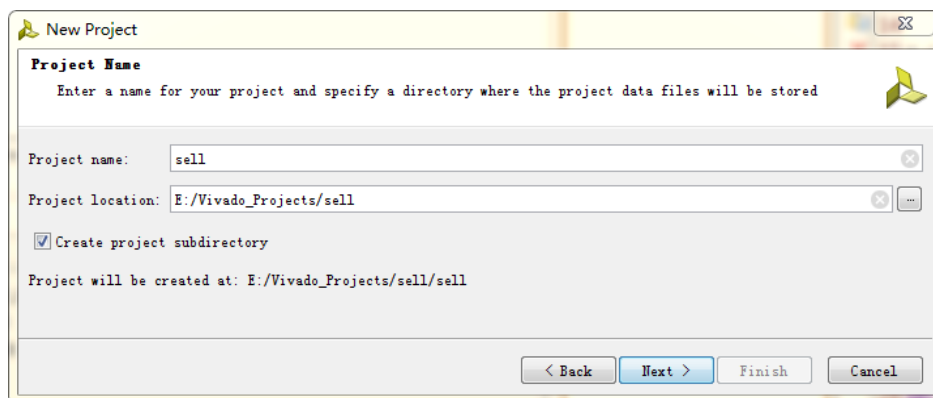 New Project
Project Name
Enter a name for your project and specify a directory where the project data files will be stored
Project name: sell
Project location: E:/Vivado_Projects/sell ...
Create project subdirectory
Project will be created at: E:/Vivado_Projects/sell/sell
< Back Next > Finish Cancel